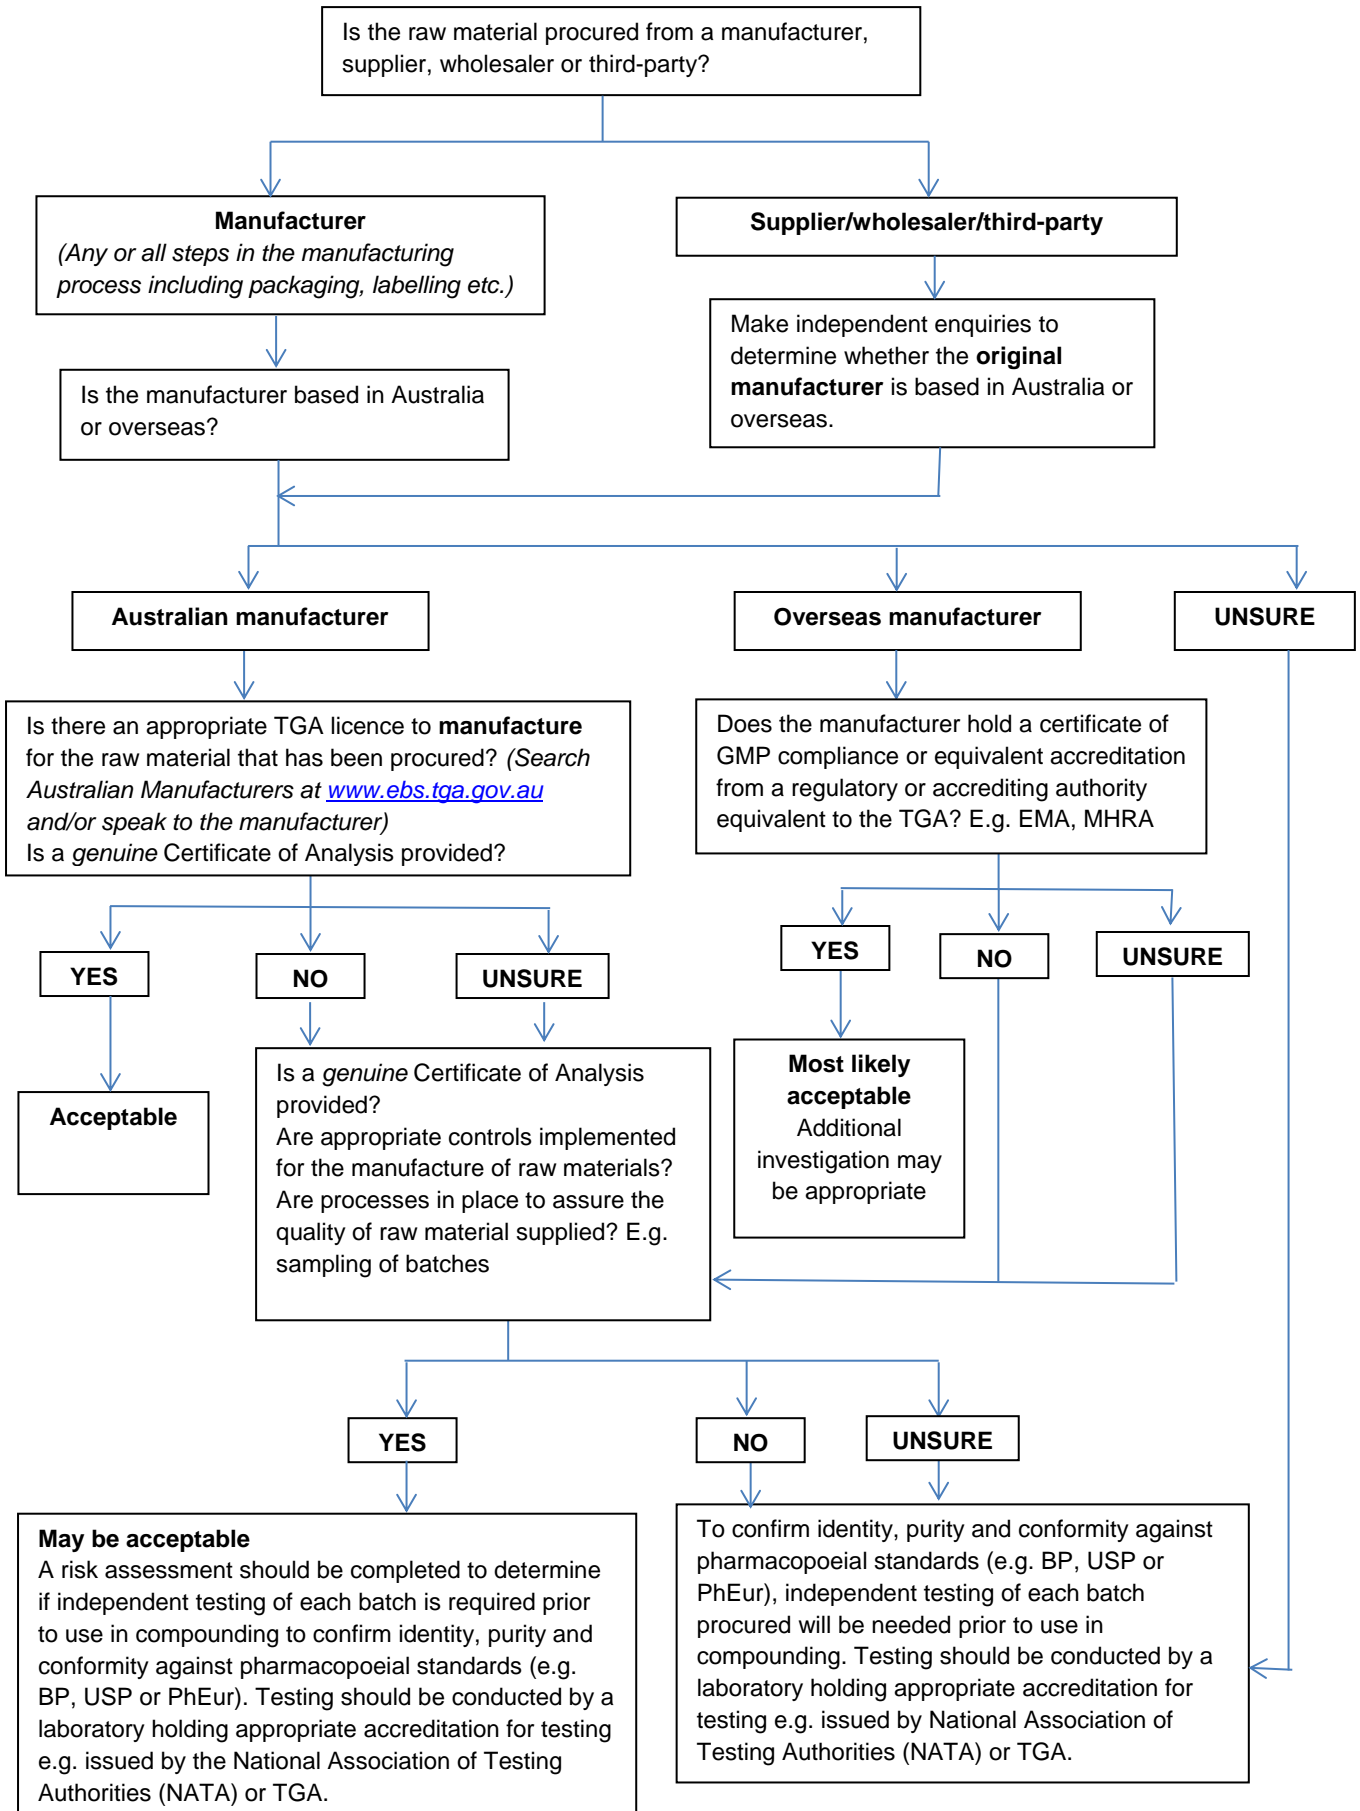 Is the raw material procured from a manufacturer,
supplier, wholesaler or third-party?
Manufacturer
(Any or all steps in the manufacturing
process including packaging, labelling etc.)
Supplier/wholesaler/third-party
Make independent enquiries to
determine whether the original
manufacturer is based in Australia or
overseas.
Is the manufacturer based in Australia
or overseas?
Australian manufacturer
Overseas manufacturer
UNSURE
Is there an appropriate TGA licence to manufacture
for the raw material that has been procured? (Search
Australian Manufacturers at www.ebs.tga.gov.au
and/or speak to the manufacturer)
Is a genuine Certificate of Analysis provided?
Does the manufacturer hold a certificate of
GMP compliance or equivalent accreditation
from a regulatory or accrediting authority
equivalent to the TGA? E.g. EMA, MHRA
YES
NO
UNSURE
YES
NO
UNSURE
Acceptable
Is a genuine Certificate of Analysis
provided?
Are appropriate controls implemented
for the manufacture of raw materials?
Are processes in place to assure the
quality of raw material supplied? E.g.
sampling of batches
Most likely
acceptable
Additional
investigation may
be appropriate
YES
NO
UNSURE
May be acceptable
A risk assessment should be completed to determine
if independent testing of each batch is required prior
to use in compounding to confirm identity, purity and
conformity against pharmacopoeial standards (e.g.
BP, USP or PhEur). Testing should be conducted by a
laboratory holding appropriate accreditation for testing
e.g. issued by the National Association of Testing
Authorities (NATA) or TGA.
To confirm identity, purity and conformity against
pharmacopoeial standards (e.g. BP, USP or
PhEur), independent testing of each batch
procured will be needed prior to use in
compounding. Testing should be conducted by a
laboratory holding appropriate accreditation for
testing e.g. issued by National Association of
Testing Authorities (NATA) or TGA.